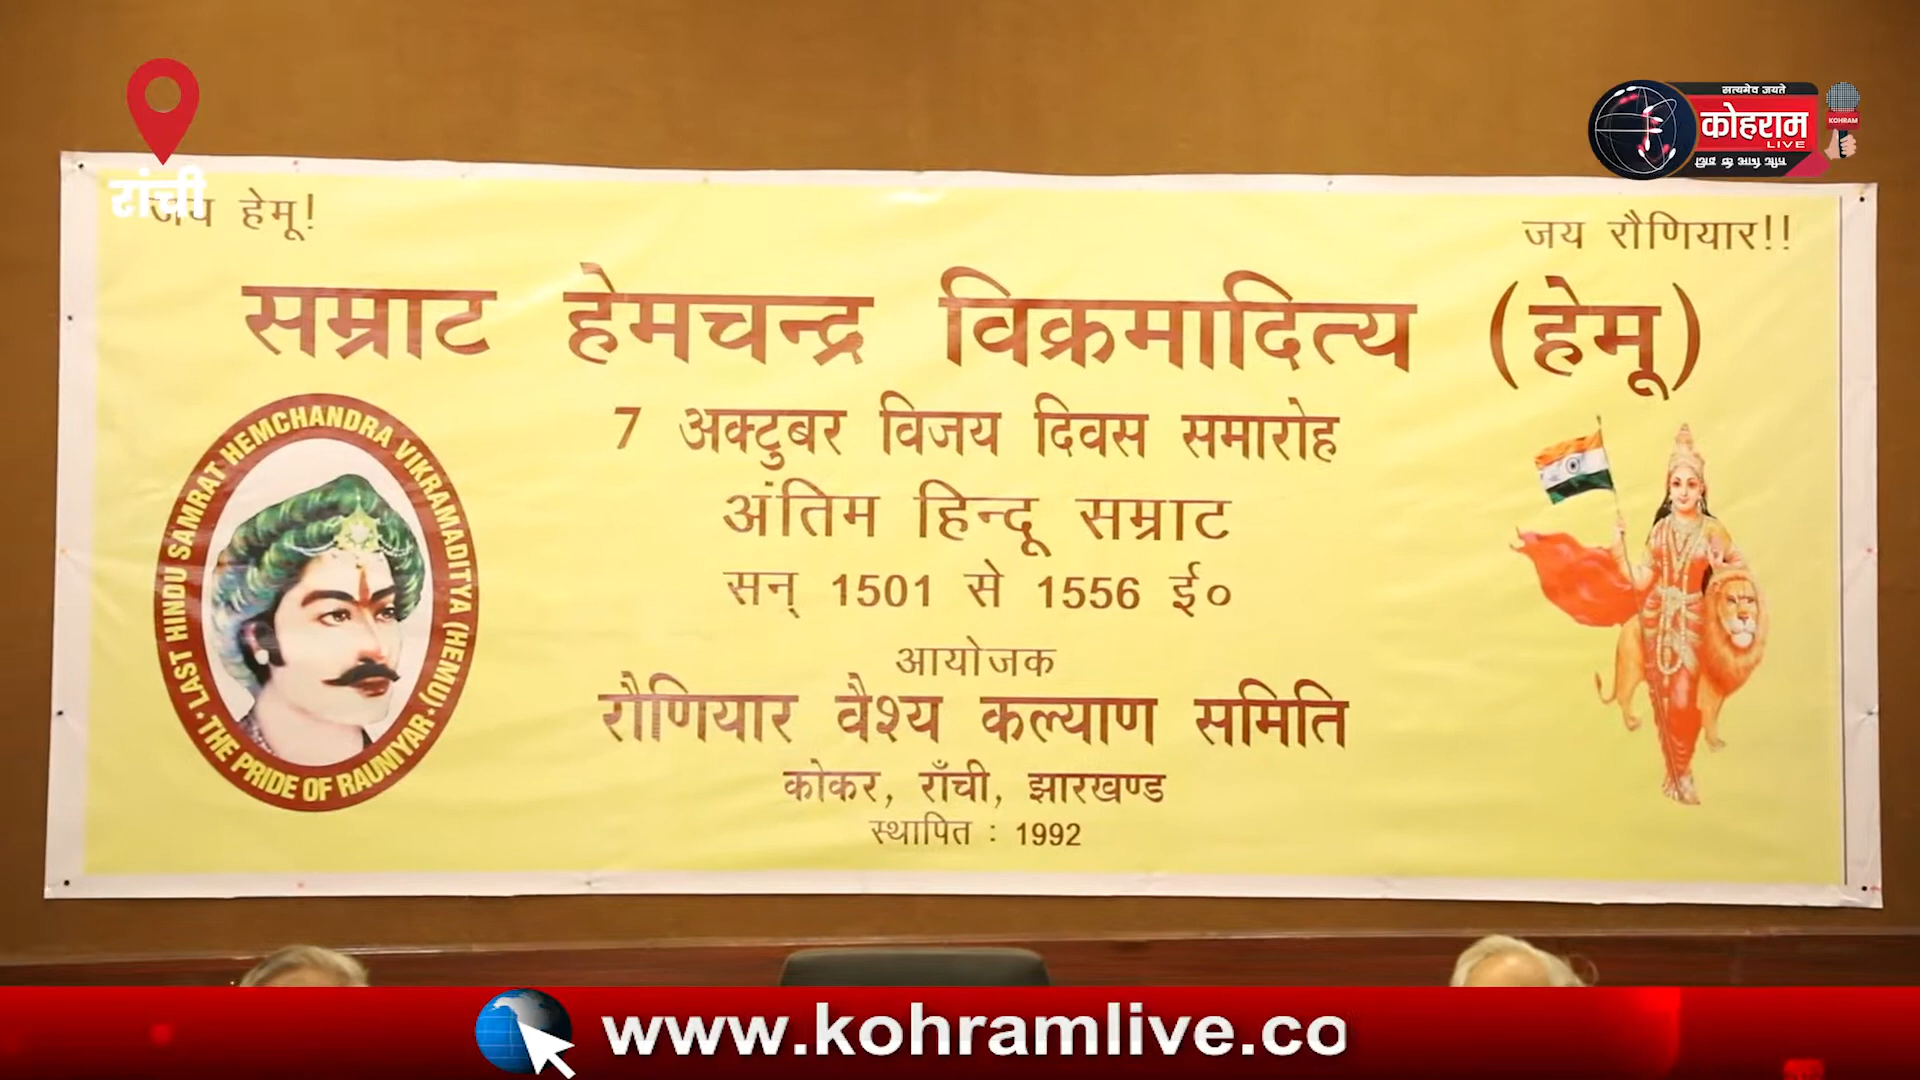 रांची
जय हेमू!
सत्यमेव जयते
कोहराम
LIVE
KOHRAM
जय रौणियार!!
सम्राट हेमचन्द्र विक्रमादित्य (हेमू)
7 अक्टुबर विजय दिवस समारोह
अंतिम हिन्दू सम्राट
सन् 1501 से 1556 ई०
LAST HINDU SAMRAT HEMCHANDRA VIKRAMADITYA (HEMU)
THE PRIDE OF RAUNIYAR
आयोजक
रौणियार वैश्य कल्याण समिति
कोकर, राँची, झारखण्ड
स्थापित : 1992
www.kohramlive.co